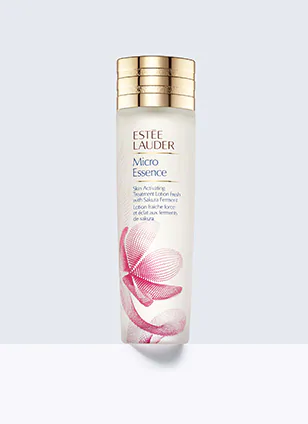 ESTĒE
LAUDER
Micro
Essence
Skin Activating
Treatment Lotion Fresh
with Sakura Ferment
Lotion fraîche force
et éclat aux ferments
de sakura